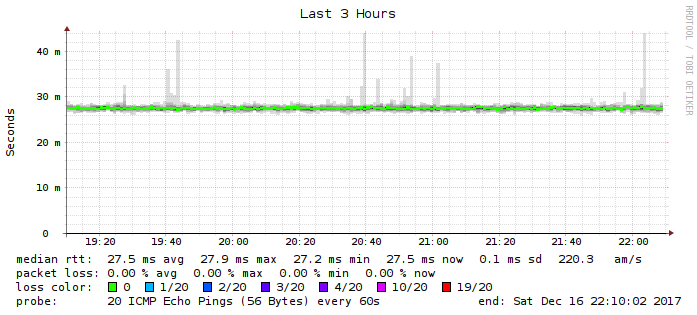 Last 3 Hours
RRDTOOL / TOBI OETIKER
Seconds
40 m
30 m
20 m
10 m
0
19:20 19:40 20:00 20:20 20:40 21:00 21:20 21:40 22:00
median rtt: 27.5 ms avg 27.9 ms max 27.2 ms min 27.5 ms now 0.1 ms sd 220.3 am/s
packet loss: 0.00 % avg 0.00 % max 0.00 % min 0.00 % now
loss color: 0 1/20 2/20 3/20 4/20 10/20 19/20
probe: 20 ICMP Echo Pings (56 Bytes) every 60s end: Sat Dec 16 22:10:02 2017